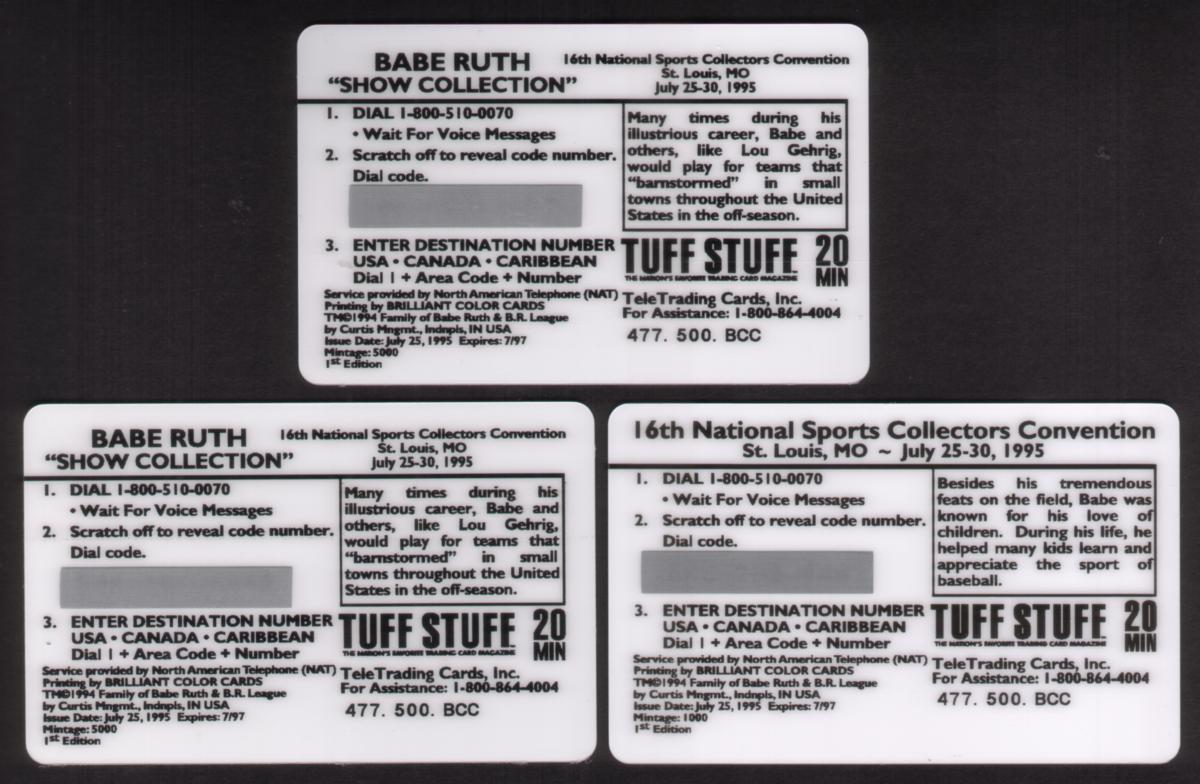 BABE RUTH
"SHOW COLLECTION"
16th National Sports Collectors Convention
St. Louis, MO
July 25-30, 1995
1. DIAL 1-800-510-0070
• Wait For Voice Messages
2. Scratch off to reveal code number.
Dial code.
3. ENTER DESTINATION NUMBER
USA • CANADA • CARIBBEAN
Dial 1 + Area Code + Number
Service provided by North American Telephone (NAT)
Printing by BRILLIANT COLOR CARDS
TM©1994 Family of Babe Ruth & B.R. League
by Curtis Mngmt., Indnpls, IN USA
Issue Date: July 25, 1995 Expires: 7/97
Mintage: 5000
1st Edition
Many times during his
illustrious career, Babe and
others, like Lou Gehrig,
would play for teams that
"barnstormed" in small
towns throughout the United
States in the off-season.
TUFF STUFF
THE NATION'S FAVORITE TRADING CARD MAGAZINE
20
MIN
TeleTrading Cards, Inc.
For Assistance: 1-800-864-4004
477. 500. BCC
BABE RUTH
"SHOW COLLECTION"
16th National Sports Collectors Convention
St. Louis, MO
July 25-30, 1995
1. DIAL 1-800-510-0070
• Wait For Voice Messages
2. Scratch off to reveal code number.
Dial code.
3. ENTER DESTINATION NUMBER
USA • CANADA • CARIBBEAN
Dial 1 + Area Code + Number
Service provided by North American Telephone (NAT)
Printing by BRILLIANT COLOR CARDS
TM©1994 Family of Babe Ruth & B.R. League
by Curtis Mngmt., Indnpls, IN USA
Issue Date: July 25, 1995 Expires: 7/97
Mintage: 5000
1st Edition
Many times during his
illustrious career, Babe and
others, like Lou Gehrig,
would play for teams that
"barnstormed" in small
towns throughout the United
States in the off-season.
TUFF STUFF
THE NATION'S FAVORITE TRADING CARD MAGAZINE
20
MIN
TeleTrading Cards, Inc.
For Assistance: 1-800-864-4004
477. 500. BCC
16th National Sports Collectors Convention
St. Louis, MO ~ July 25-30, 1995
1. DIAL 1-800-510-0070
• Wait For Voice Messages
2. Scratch off to reveal code number.
Dial code.
3. ENTER DESTINATION NUMBER
USA • CANADA • CARIBBEAN
Dial 1 + Area Code + Number
Service provided by North American Telephone (NAT)
Printing by BRILLIANT COLOR CARDS
TM©1994 Family of Babe Ruth & B.R. League
by Curtis Mngmt., Indnpls, IN USA
Issue Date: July 25, 1995 Expires: 7/97
Mintage: 1000
1st Edition
Besides his tremendous
feats on the field, Babe was
known for his love of
children. During his life, he
helped many kids learn and
appreciate the sport of
baseball.
TUFF STUFF
THE NATION'S FAVORITE TRADING CARD MAGAZINE
20
MIN
TeleTrading Cards, Inc.
For Assistance: 1-800-864-4004
477. 500. BCC